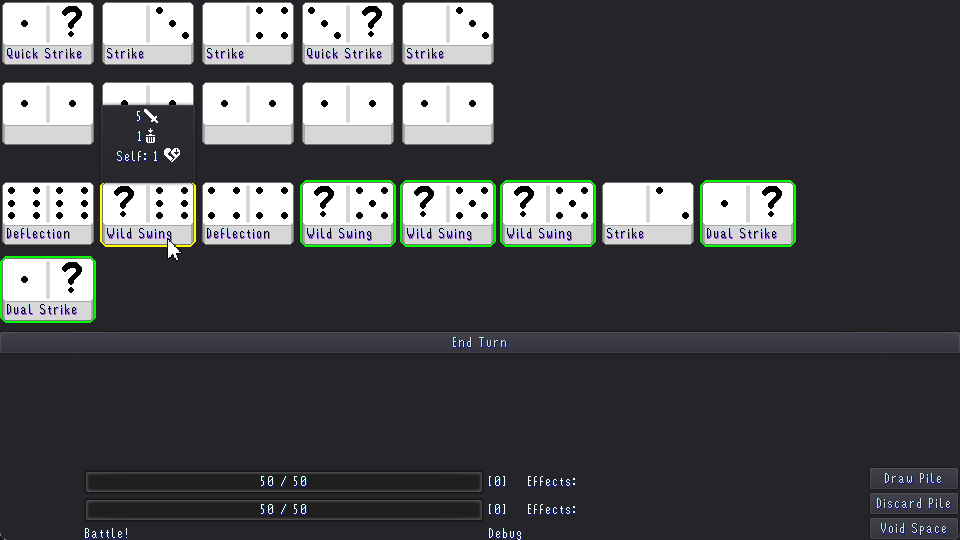 ? ?
Quick Strike Strike Strike Quick Strike Strike
5
1
Self: 1
? ? ? ? ?
Deflection Wild Swing Deflection Wild Swing Wild Swing Wild Swing Strike Dual Strike
?
Dual Strike
End Turn
50 / 50 [0] Effects:
Draw Pile
50 / 50 [0] Effects:
Discard Pile
Battle! Debug
Void Space